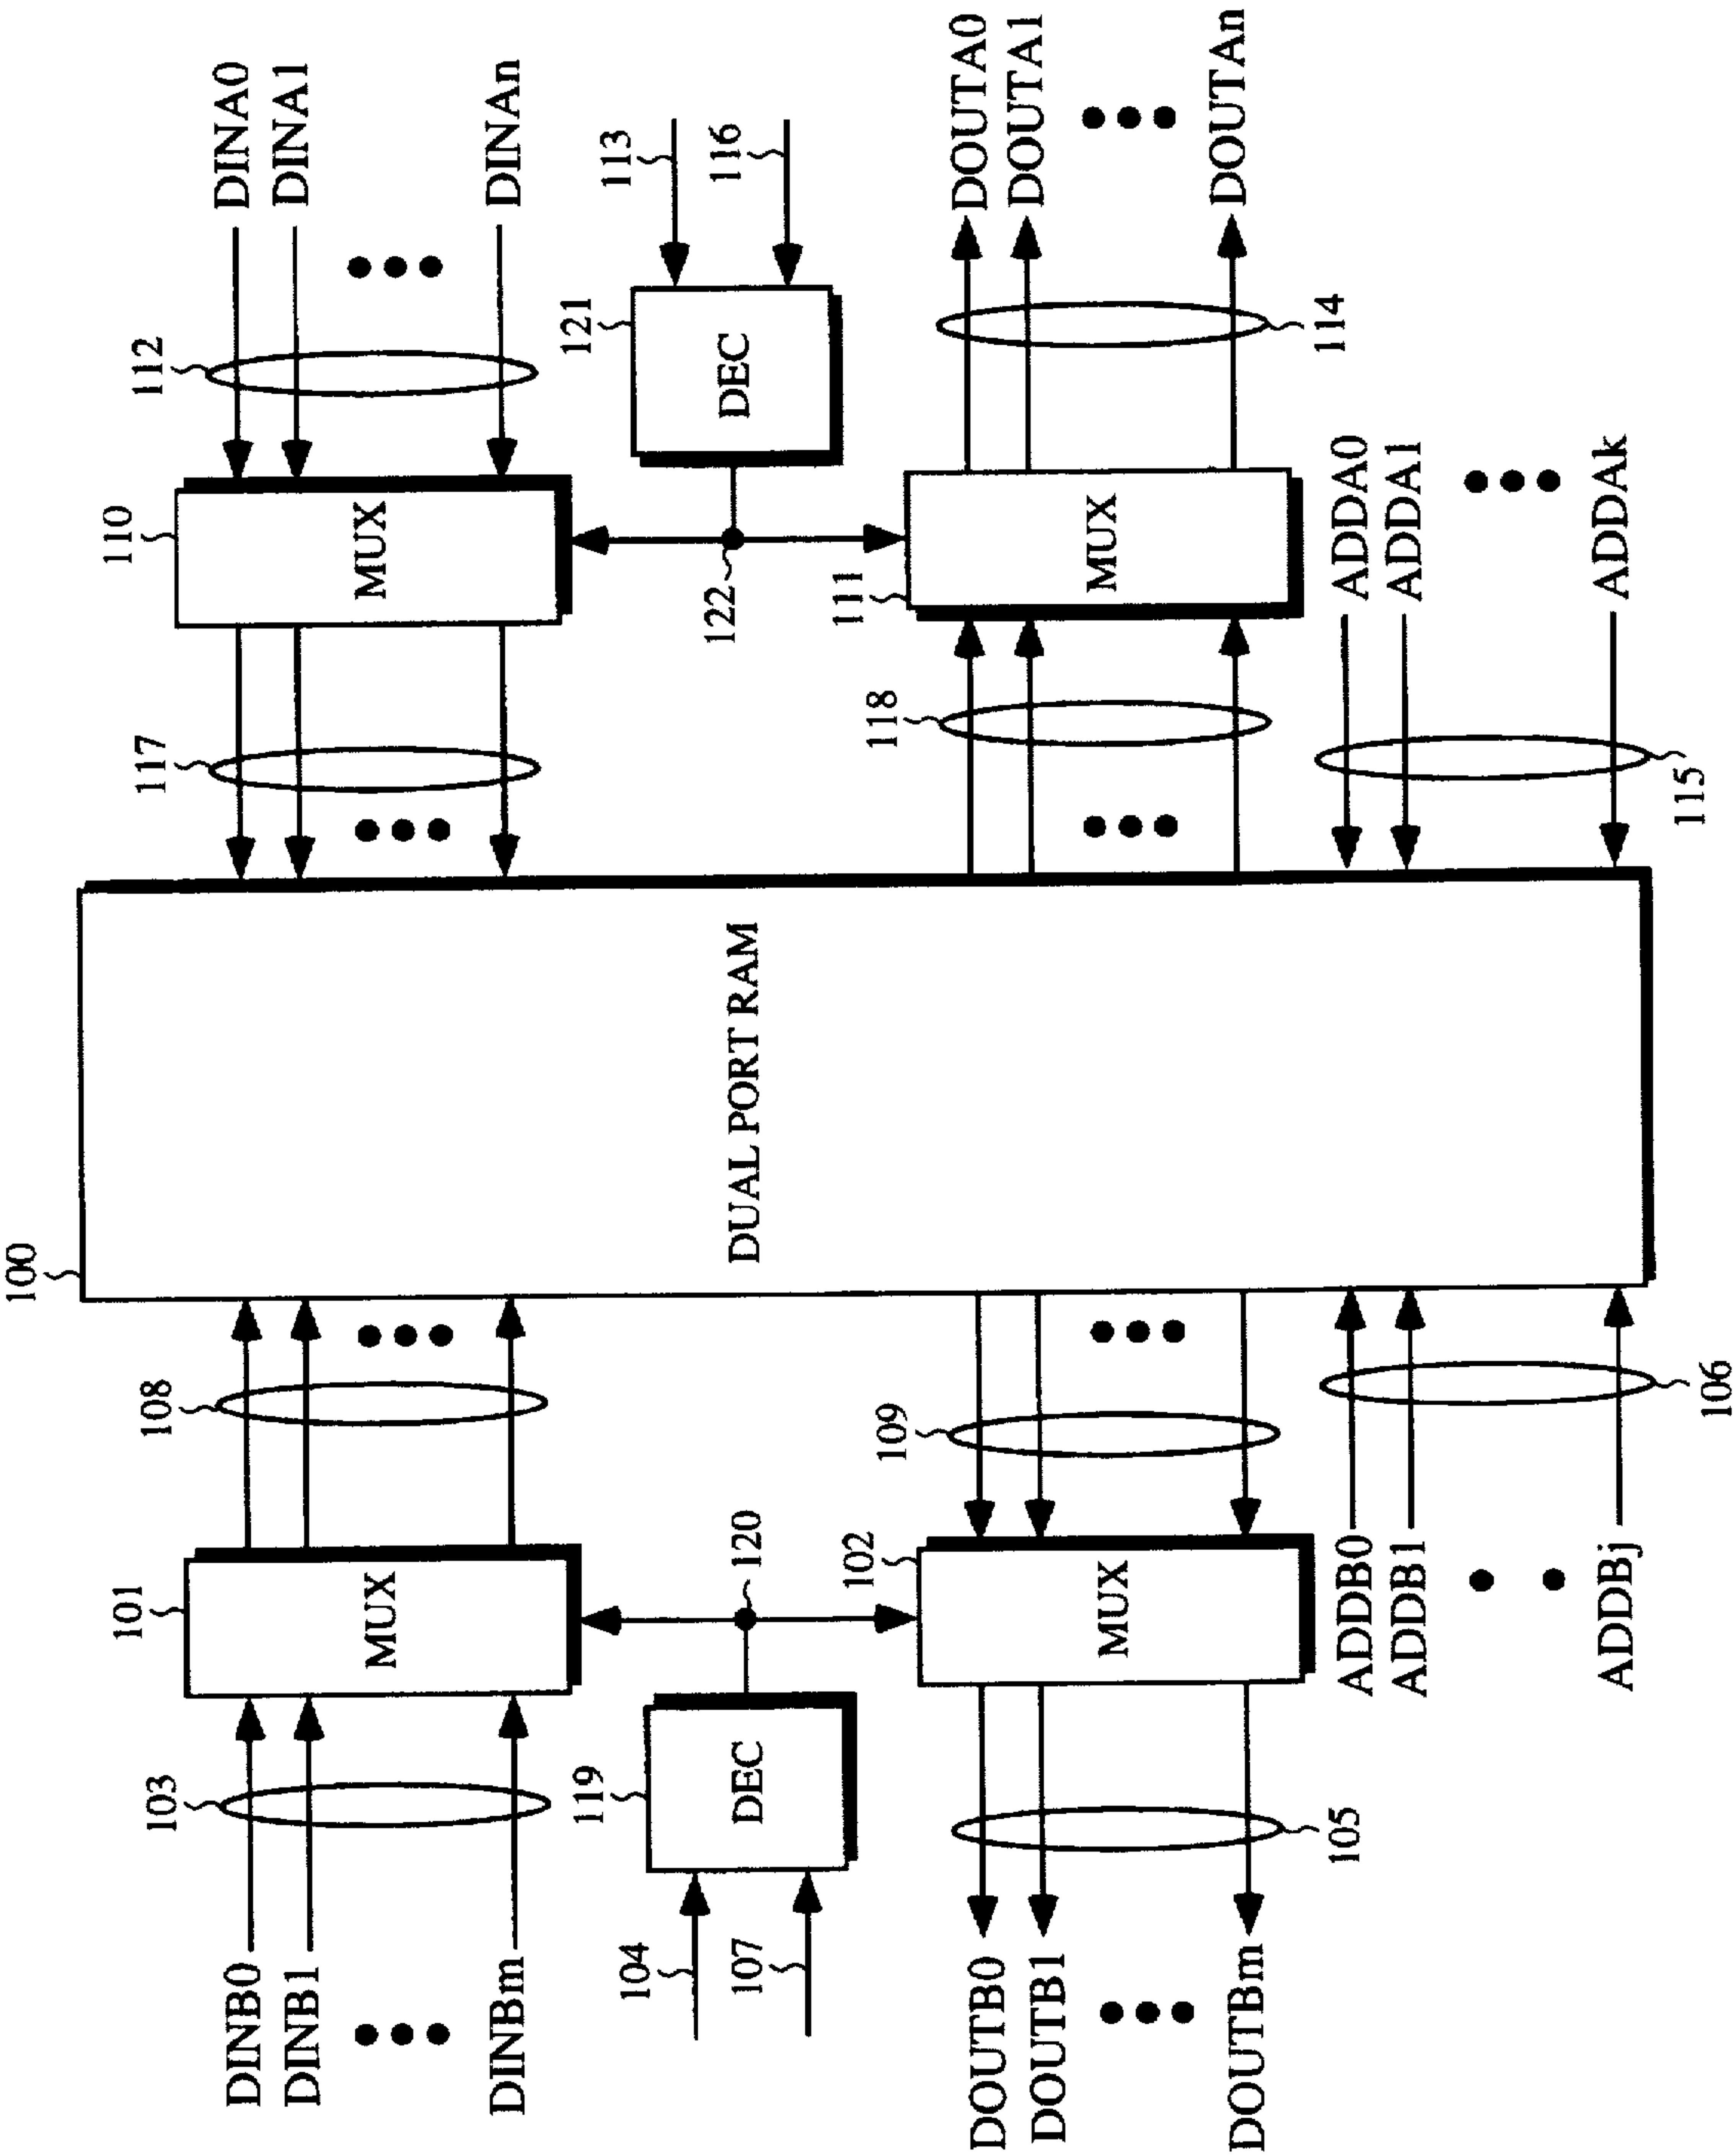 100
101
110
103
108
117
112
DINB0
DINB1
DINBm
MUX
MUX
DINA0
DINA1
DINAn
104
107
119
DEC
120
DUAL PORT RAM
122
121
DEC
113
116
102
109
118
111
DOUTB0
DOUTB1
DOUTBm
MUX
MUX
DOUTA0
DOUTA1
DOUTAn
105
114
ADDB0
ADDB1
ADDBj
106
ADDA0
ADDA1
ADDAk
115